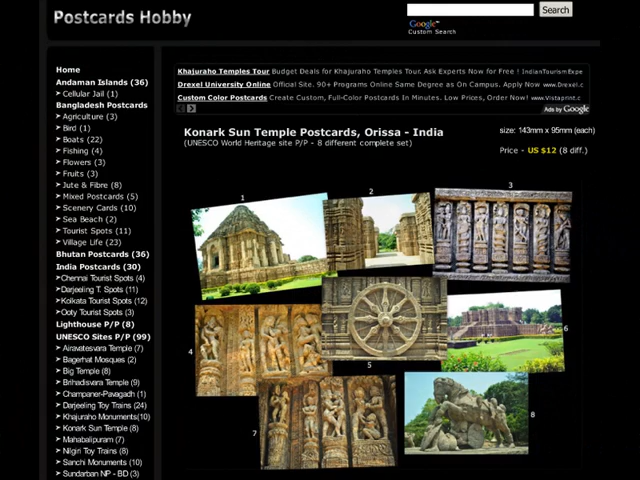 Postcards Hobby
Search
Google™
Custom Search
Home
Andaman Islands (36)
➤ Cellular Jail (1)
Bangladesh Postcards
➤ Agriculture (3)
➤ Bird (1)
➤ Boats (22)
➤ Fishing (4)
➤ Flowers (3)
➤ Fruits (3)
➤ Jute & Fibre (8)
➤ Mixed Postcards (5)
➤ Scenery Cards (10)
➤ Sea Beach (2)
➤ Tourist Spots (11)
➤ Village Life (23)
Bhutan Postcards (36)
India Postcards (30)
➤ Chennai Tourist Spots (4)
➤ Darjeeling T. Spots (11)
➤ Kolkata Tourist Spots (12)
➤ Ooty Tourist Spots (3)
Lighthouse P/P (8)
UNESCO Sites P/P (99)
➤ Airavatesvara Temple (7)
➤ Bagerhat Mosques (2)
➤ Big Temple (8)
➤ Brihadisvara Temple (9)
➤ Champaner-Pavagadh (1)
➤ Darjeeling Toy Trains (24)
➤ Khajuraho Monuments(10)
➤ Konark Sun Temple (8)
➤ Mahabalipuram (7)
➤ Nilgiri Toy Trains (8)
➤ Sanchi Monuments (10)
➤ Sundarban NP - BD (3)
Khajuraho Temples Tour Budget Deals for Khajuraho Temples Tour. Ask Experts Now for Free ! IndianTourismExpe
Drexel University Online Official Site. 90+ Programs Online Same Degree as On Campus. Apply Now www.Drexel.c
Custom Color Postcards Create Custom, Full-Color Postcards In Minutes. Low Prices, Order Now! www.Vistaprint.c
Ads by Google
Konark Sun Temple Postcards, Orissa - India
(UNESCO World Heritage site P/P - 8 different complete set)
size: 143mm x 95mm (each)
Price - US $12 (8 diff.)
1
2
3
4
5
6
7
8